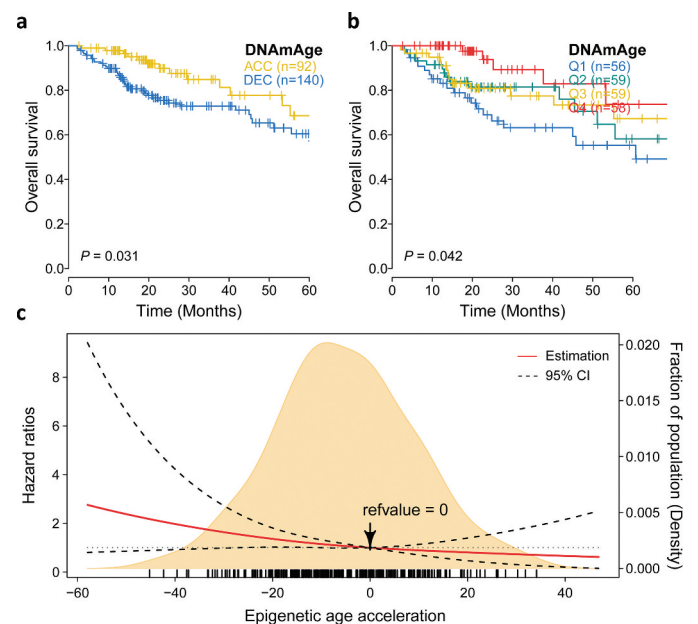 a
DNAmAge
ACC (n=92)
DEC (n=140)
1.0
0.8
0.6
0.4
0.2
0.0
P = 0.031
0 10 20 30 40 50 60
Overall survival
Time (Months)
b
DNAmAge
Q1 (n=56)
Q2 (n=59)
Q3 (n=59)
Q4 (n=58)
1.0
0.8
0.6
0.4
0.2
0.0
P = 0.042
0 10 20 30 40 50 60
Overall survival
Time (Months)
c
Estimation
95% CI
refvalue = 0
8
6
4
2
0
Hazard ratios
0.020
0.015
0.010
0.005
0.000
Fraction of population (Density)
−60 −40 −20 0 20 40
Epigenetic age acceleration